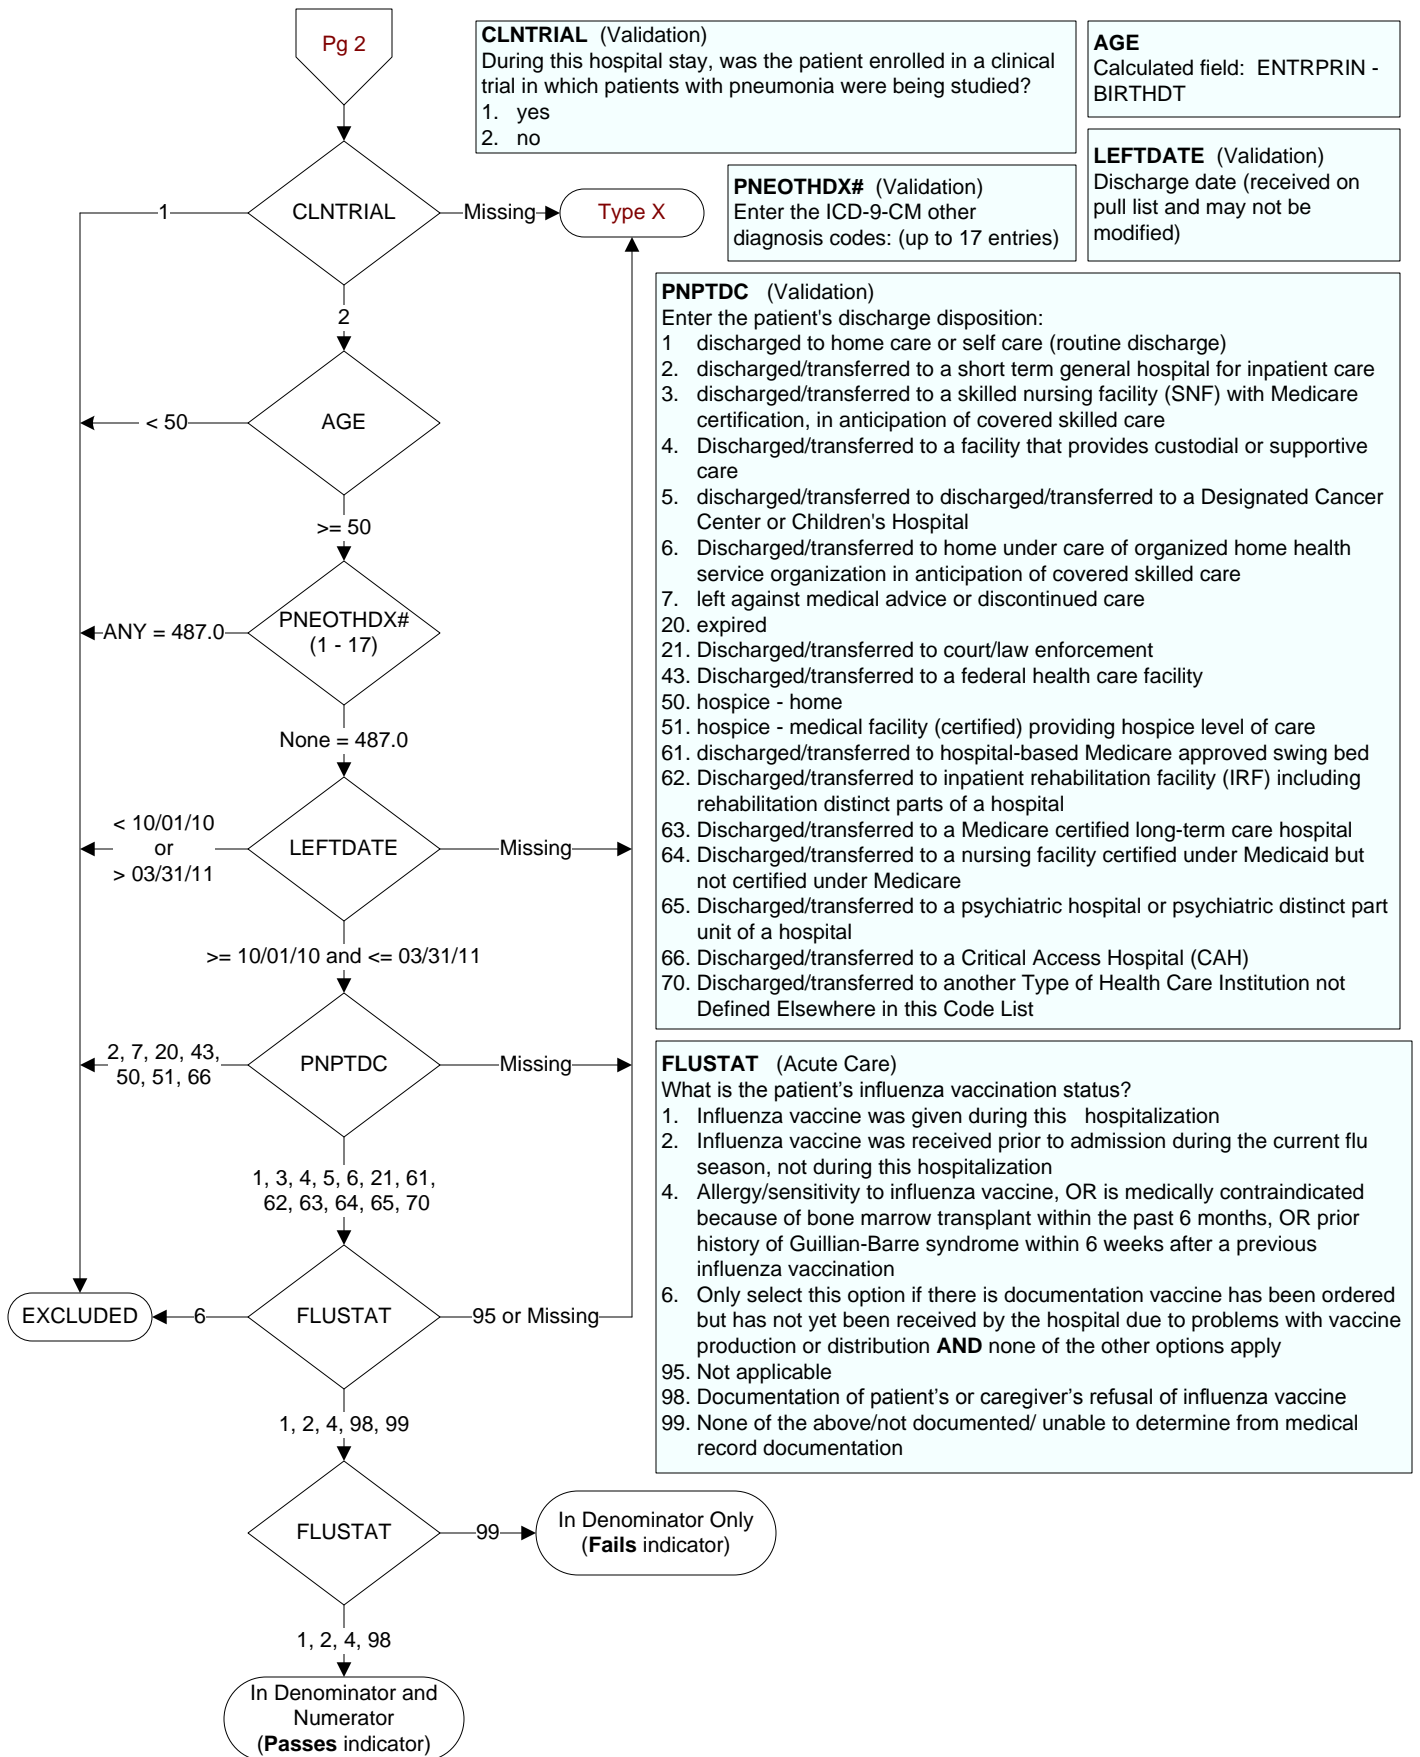 Pg 2
CLNTRIAL (Validation)
During this hospital stay, was the patient enrolled in a clinical
trial in which patients with pneumonia were being studied?
1. yes
2. no
AGE
Calculated field: ENTRPRIN -
BIRTHDT
LEFTDATE (Validation)
Discharge date (received on
pull list and may not be
modified)
PNEOTHDX# (Validation)
Enter the ICD-9-CM other
diagnosis codes: (up to 17 entries)
CLNTRIAL
1
Missing
Type X
2
AGE
< 50
>= 50
PNEOTHDX#
(1 - 17)
ANY = 487.0
None = 487.0
LEFTDATE
< 10/01/10
or
> 03/31/11
Missing
>= 10/01/10 and <= 03/31/11
PNPTDC
2, 7, 20, 43,
50, 51, 66
Missing
1, 3, 4, 5, 6, 21, 61,
62, 63, 64, 65, 70
FLUSTAT
6
EXCLUDED
95 or Missing
1, 2, 4, 98, 99
FLUSTAT
99
In Denominator Only
(Fails indicator)
1, 2, 4, 98
In Denominator and
Numerator
(Passes indicator)
PNPTDC (Validation)
Enter the patient's discharge disposition:
1 discharged to home care or self care (routine discharge)
2. discharged/transferred to a short term general hospital for inpatient care
3. discharged/transferred to a skilled nursing facility (SNF) with Medicare
certification, in anticipation of covered skilled care
4. Discharged/transferred to a facility that provides custodial or supportive
care
5. discharged/transferred to discharged/transferred to a Designated Cancer
Center or Children's Hospital
6. Discharged/transferred to home under care of organized home health
service organization in anticipation of covered skilled care
7. left against medical advice or discontinued care
20. expired
21. Discharged/transferred to court/law enforcement
43. Discharged/transferred to a federal health care facility
50. hospice - home
51. hospice - medical facility (certified) providing hospice level of care
61. discharged/transferred to hospital-based Medicare approved swing bed
62. Discharged/transferred to inpatient rehabilitation facility (IRF) including
rehabilitation distinct parts of a hospital
63. Discharged/transferred to a Medicare certified long-term care hospital
64. Discharged/transferred to a nursing facility certified under Medicaid but
not certified under Medicare
65. Discharged/transferred to a psychiatric hospital or psychiatric distinct part
unit of a hospital
66. Discharged/transferred to a Critical Access Hospital (CAH)
70. Discharged/transferred to another Type of Health Care Institution not
Defined Elsewhere in this Code List
FLUSTAT (Acute Care)
What is the patient’s influenza vaccination status?
1. Influenza vaccine was given during this hospitalization
2. Influenza vaccine was received prior to admission during the current flu
season, not during this hospitalization
4. Allergy/sensitivity to influenza vaccine, OR is medically contraindicated
because of bone marrow transplant within the past 6 months, OR prior
history of Guillian-Barre syndrome within 6 weeks after a previous
influenza vaccination
6. Only select this option if there is documentation vaccine has been ordered
but has not yet been received by the hospital due to problems with vaccine
production or distribution AND none of the other options apply
95. Not applicable
98. Documentation of patient’s or caregiver’s refusal of influenza vaccine
99. None of the above/not documented/ unable to determine from medical
record documentation